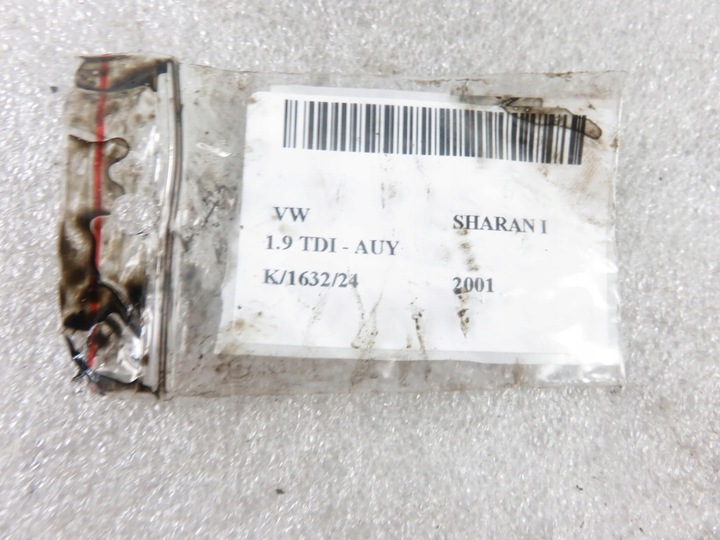 VW SHARAN I
1.9 TDI - AUY
K/1632/24 2001